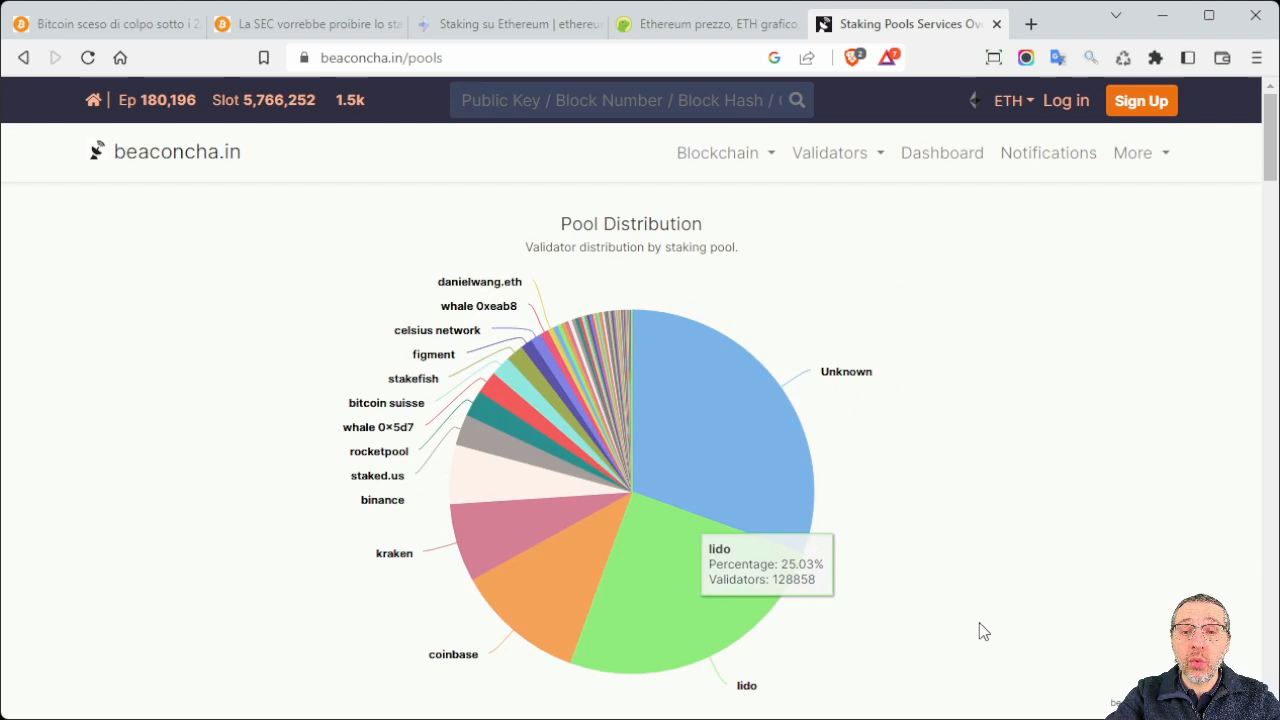 Bitcoin sceso di colpo sotto i 2
La SEC vorrebbe proibire lo sta
Staking su Ethereum | ethereu
Ethereum prezzo, ETH grafico
Staking Pools Services Ov
beaconcha.in/pools
2
7
Ep 180,196 Slot 5,766,252 1.5k
Public Key / Block Number / Block Hash / (
ETH
Log in
Sign Up
beaconcha.in
Blockchain
Validators
Dashboard
Notifications
More
Pool Distribution
Validator distribution by staking pool.
danielwang.eth
whale 0xeab8
celsius network
figment
stakefish
bitcoin suisse
whale 0x5d7
rocketpool
staked.us
binance
kraken
coinbase
Unknown
lido
Percentage: 25.03%
Validators: 128858
lido